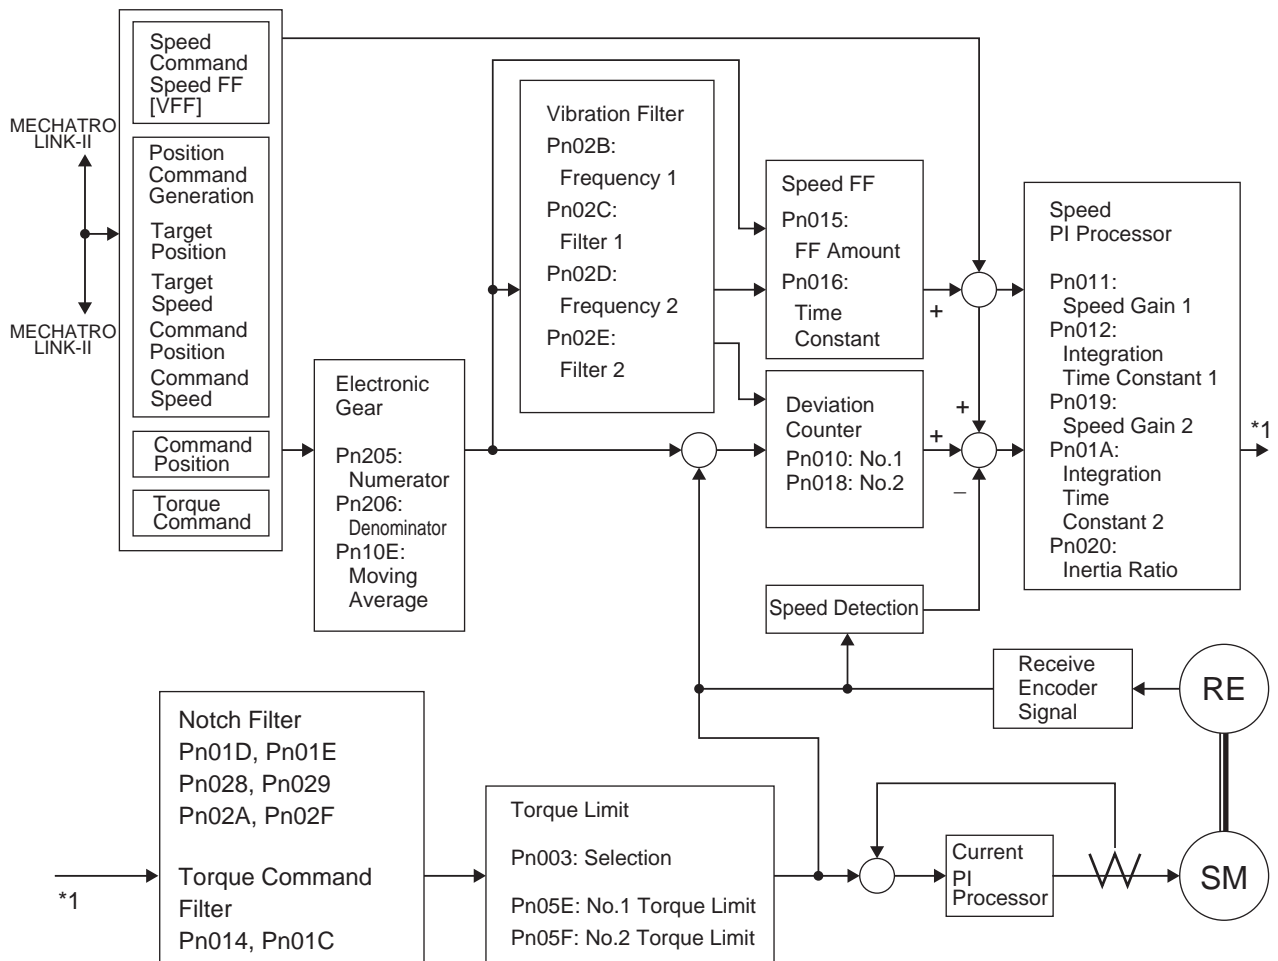 Speed
Command
Speed FF
[VFF]
MECHATRO
LINK-II
Position
Command
Generation
Target
Position
Target
Speed
Command
Position
Command
Speed
MECHATRO
LINK-II
Command
Position
Torque
Command
Electronic
Gear
Pn205:
Numerator
Pn206:
Denominator
Pn10E:
Moving
Average
Vibration Filter
Pn02B:
Frequency 1
Pn02C:
Filter 1
Pn02D:
Frequency 2
Pn02E:
Filter 2
Speed FF
Pn015:
FF Amount
Pn016:
Time
Constant
Deviation
Counter
Pn010: No.1
Pn018: No.2
+
+
+
−
Speed
PI Processor
Pn011:
Speed Gain 1
Pn012:
Integration
Time Constant 1
Pn019:
Speed Gain 2
Pn01A:
Integration
Time
Constant 2
Pn020:
Inertia Ratio
*1
Speed Detection
Receive
Encoder
Signal
RE
*1
Notch Filter
Pn01D, Pn01E
Pn028, Pn029
Pn02A, Pn02F
Torque Command
Filter
Pn014, Pn01C
Torque Limit
Pn003: Selection
Pn05E: No.1 Torque Limit
Pn05F: No.2 Torque Limit
Current
PI
Processor
SM